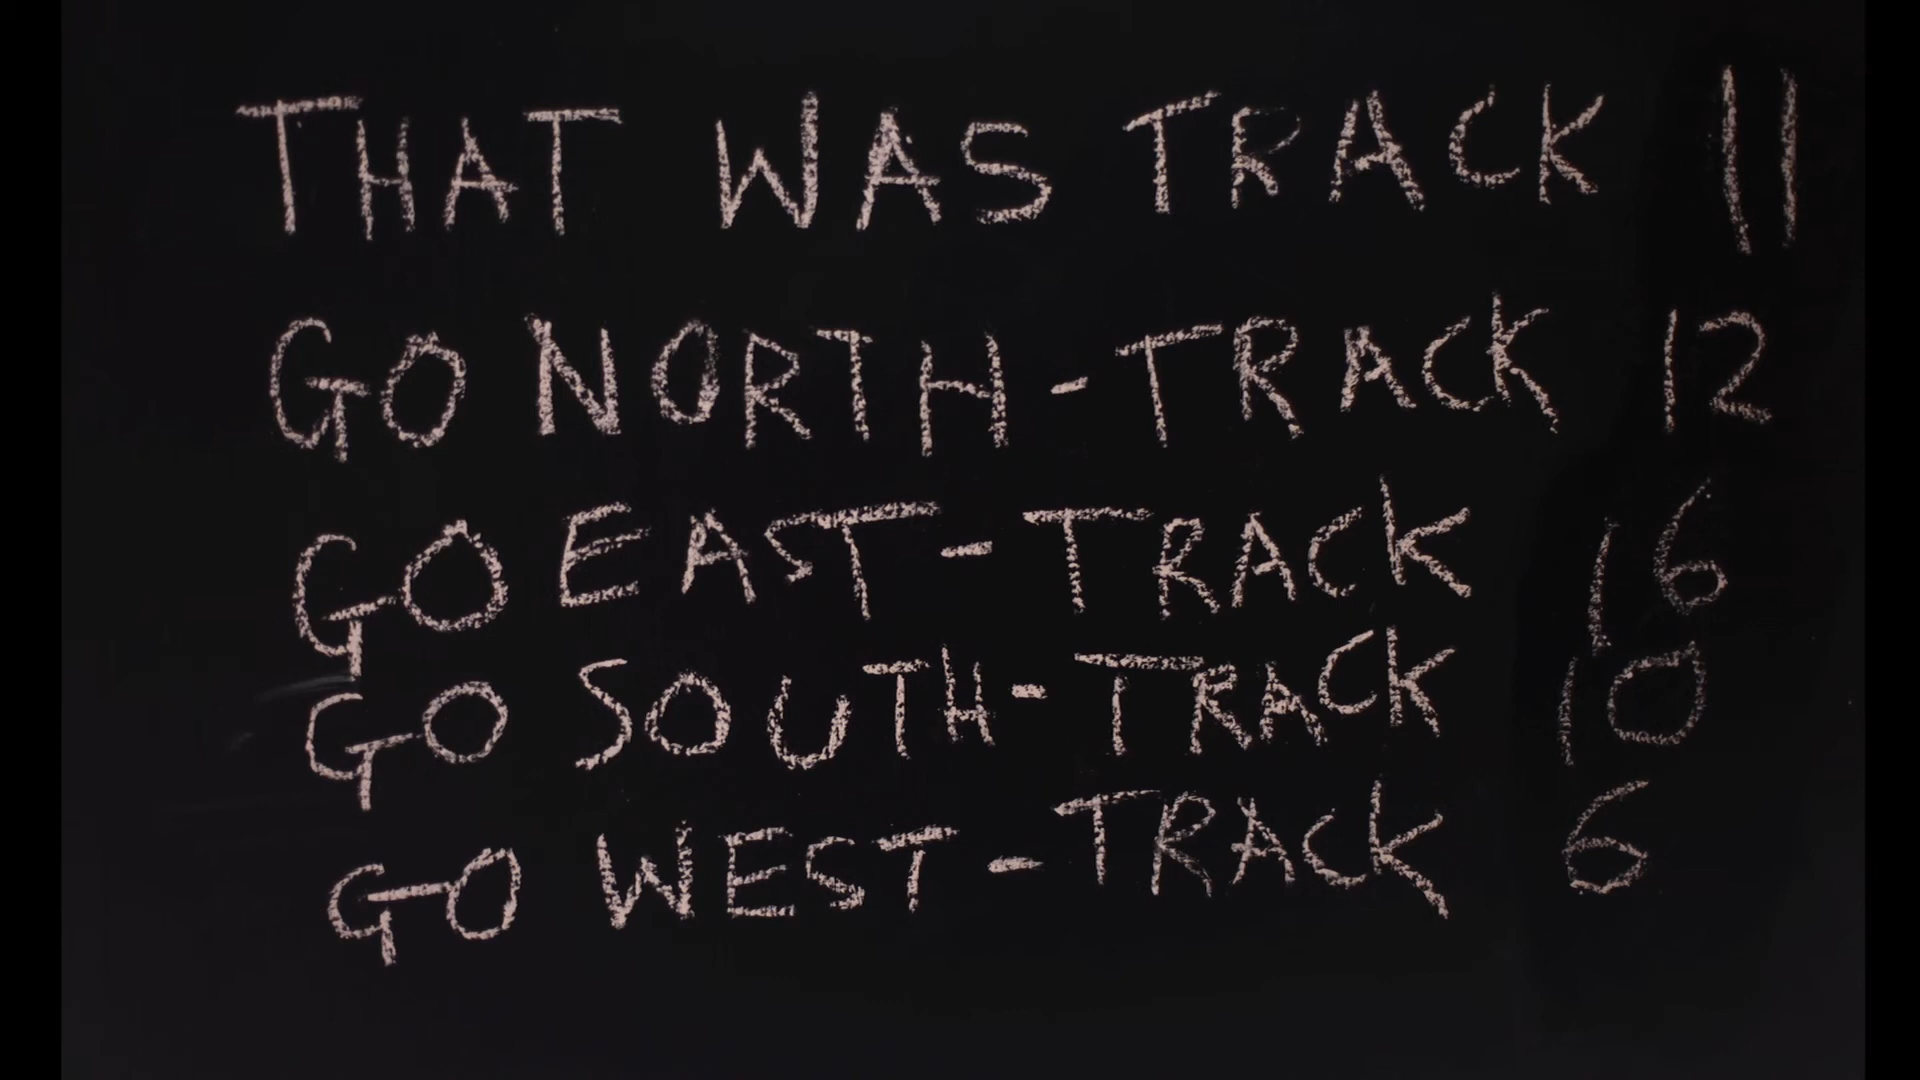 THAT WAS TRACK 11
GO NORTH-TRACK 12
GO EAST-TRACK 16
GO SOUTH-TRACK 10
GO WEST-TRACK 6